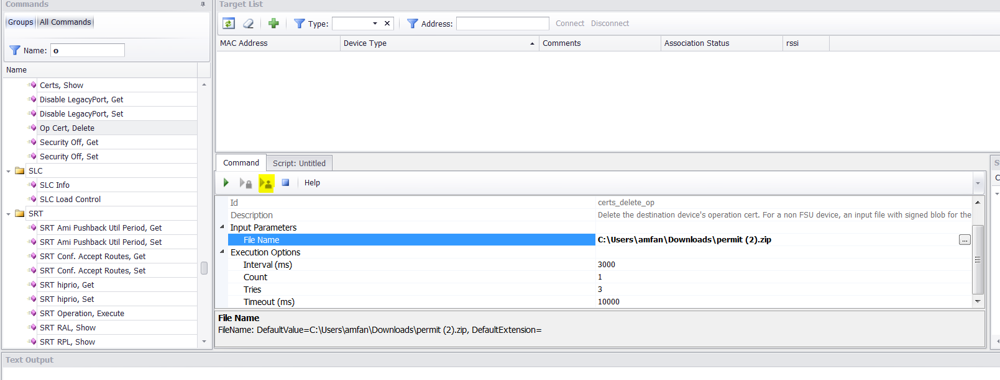 Commands
Groups All Commands
Name: o
Name
Certs, Show
Disable LegacyPort, Get
Disable LegacyPort, Set
Op Cert, Delete
Security Off, Get
Security Off, Set
SLC
SLC Info
SLC Load Control
SRT
SRT Ami Pushback Util Period, Get
SRT Ami Pushback Util Period, Set
SRT Conf. Accept Routes, Get
SRT Conf. Accept Routes, Set
SRT hiprio, Get
SRT hiprio, Set
SRT Operation, Execute
SRT RAL, Show
SRT RPL, Show
Target List
Type: Address: Connect Disconnect
MAC Address Device Type Comments Association Status rssi
Command Script: Untitled
Help
Id certs_delete_op
Description Delete the destination device's operation cert. For a non FSU device, an input file with signed blob for the
Input Parameters
File Name C:\Users\amfan\Downloads\permit (2).zip ...
Execution Options
Interval (ms) 3000
Count 1
Tries 3
Timeout (ms) 10000
File Name
FileName: DefaultValue=C:\Users\amfan\Downloads\permit (2).zip, DefaultExtension=
S
C
Text Output